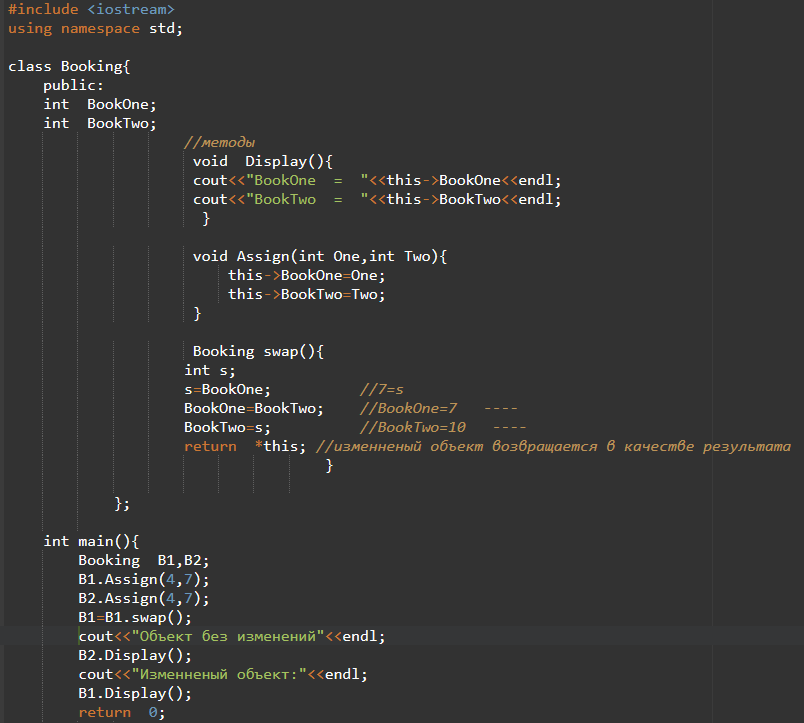 #include <iostream>
using namespace std;
class Booking{
public:
int  BookOne;
int  BookTwo;
//методы
void  Display(){
cout<<"BookOne  =  "<<this->BookOne<<endl;
cout<<"BookTwo  =  "<<this->BookTwo<<endl;
}
void Assign(int One,int Two){
this->BookOne=One;
this->BookTwo=Two;
}
Booking swap(){
int s;
s=BookOne;          //7=s
BookOne=BookTwo;    //BookOne=7   ----
BookTwo=s;          //BookTwo=10   ----
return  *this; //изменненый объект возвращается в качестве результата
}
};
int main(){
Booking  B1,B2;
B1.Assign(4,7);
B2.Assign(4,7);
B1=B1.swap();
cout<<"Объект без изменений"<<endl;
B2.Display();
cout<<"Изменненый объект:"<<endl;
B1.Display();
return  0;